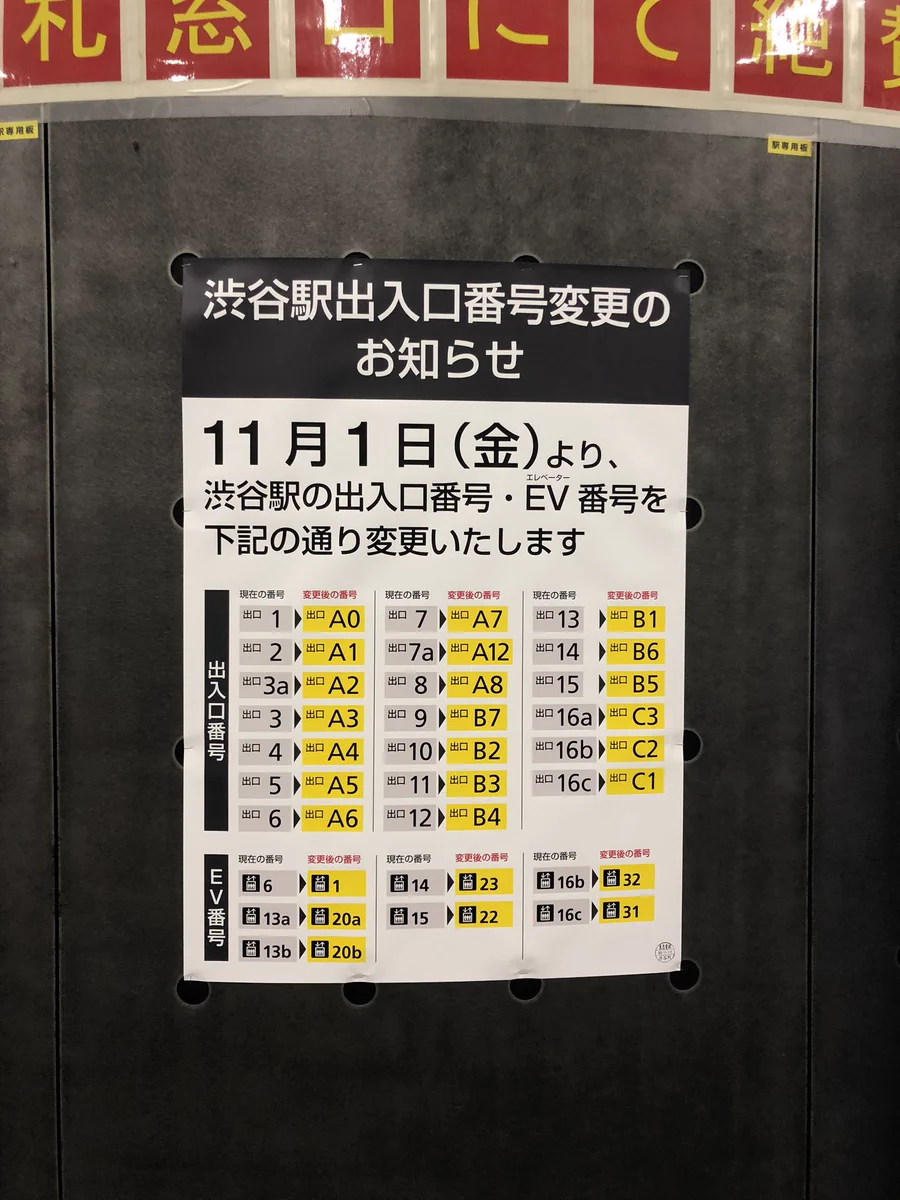 札窓口にて絶賛
駅専用板
駅専用板
渋谷駅出入口番号変更の
お知らせ
11月1日(金)より、
エレベーター
渋谷駅の出入口番号・EV番号を
下記の通り変更いたします
出入口番号
現在の番号 変更後の番号 現在の番号 変更後の番号 現在の番号 変更後の番号
出口 1 出口 A0 出口 7 出口 A7 出口 13 出口 B1
出口 2 出口 A1 出口 7a 出口 A12 出口 14 出口 B6
出口 3a 出口 A2 出口 8 出口 A8 出口 15 出口 B5
出口 3 出口 A3 出口 9 出口 B7 出口 16a 出口 C3
出口 4 出口 A4 出口 10 出口 B2 出口 16b 出口 C2
出口 5 出口 A5 出口 11 出口 B3 出口 16c 出口 C1
出口 6 出口 A6 出口 12 出口 B4
EV番号
現在の番号 変更後の番号 現在の番号 変更後の番号 現在の番号 変更後の番号
6 1 14 23 16b 32
13a 20a 15 22 16c 31
13b 20b